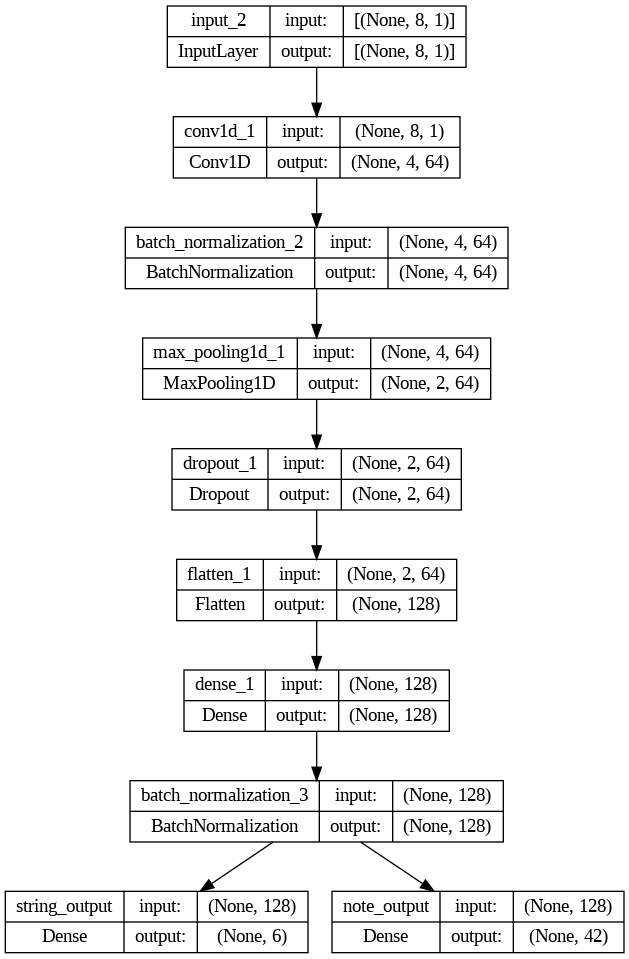 input_2 input: [(None, 8, 1)]
InputLayer output: [(None, 8, 1)]
conv1d_1 input: (None, 8, 1)
Conv1D output: (None, 4, 64)
batch_normalization_2 input: (None, 4, 64)
BatchNormalization output: (None, 4, 64)
max_pooling1d_1 input: (None, 4, 64)
MaxPooling1D output: (None, 2, 64)
dropout_1 input: (None, 2, 64)
Dropout output: (None, 2, 64)
flatten_1 input: (None, 2, 64)
Flatten output: (None, 128)
dense_1 input: (None, 128)
Dense output: (None, 128)
batch_normalization_3 input: (None, 128)
BatchNormalization output: (None, 128)
string_output input: (None, 128)
Dense output: (None, 6)
note_output input: (None, 128)
Dense output: (None, 42)